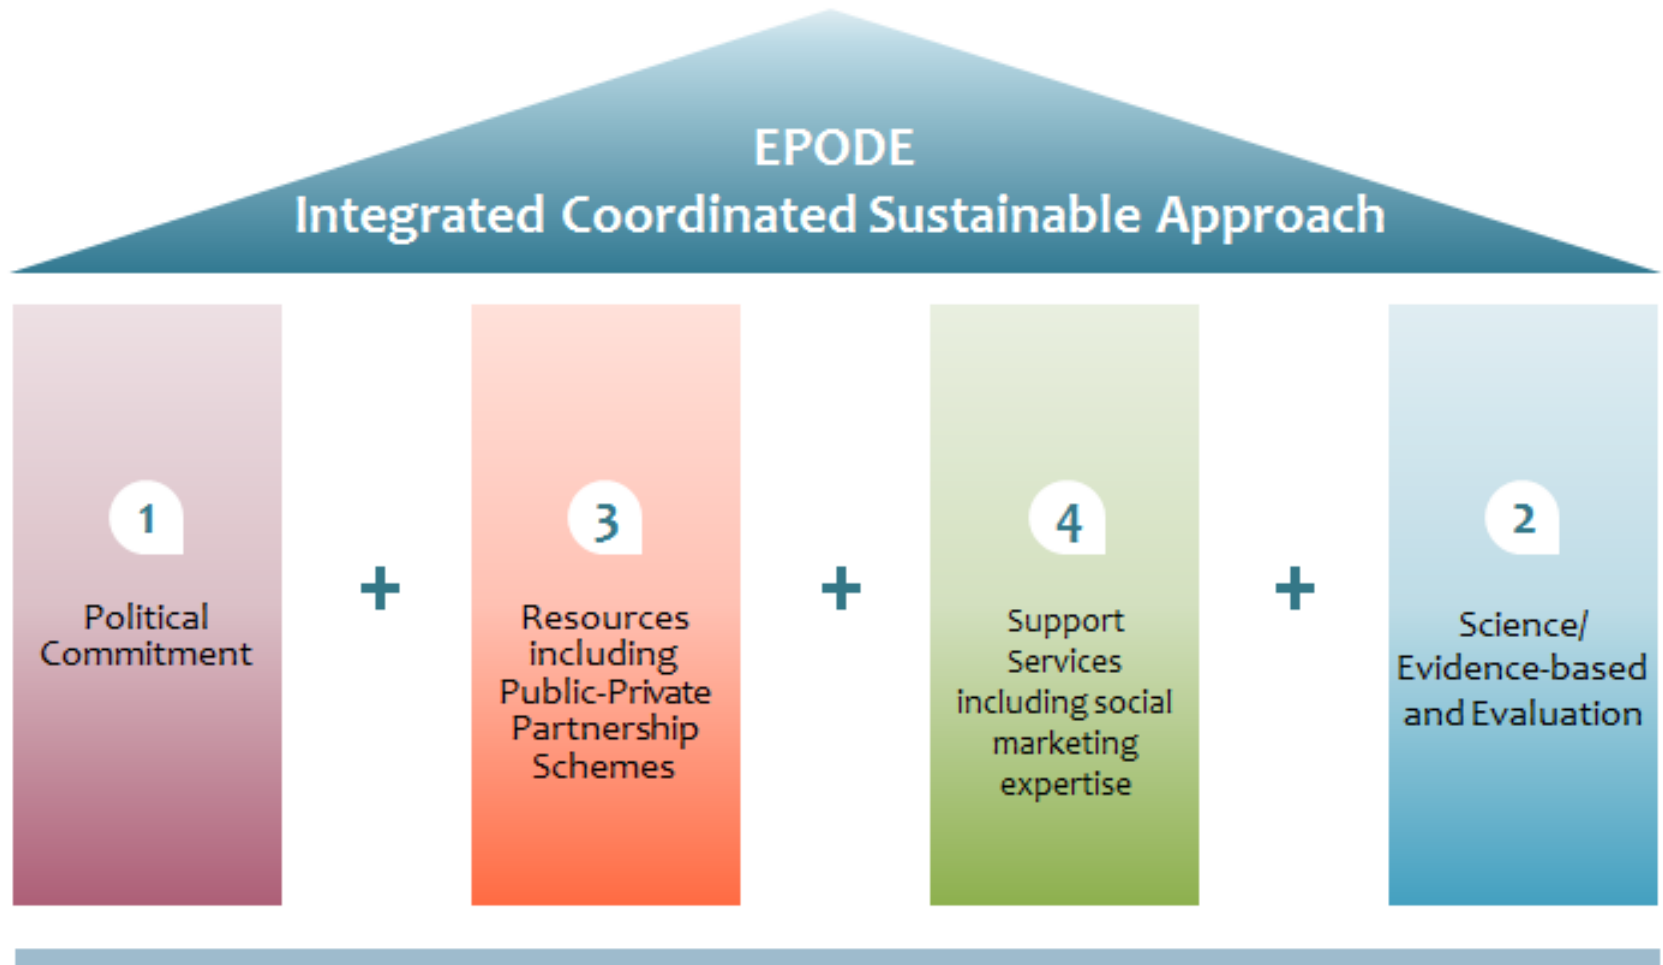 EPODE
Integrated Coordinated Sustainable Approach
1
Political
Commitment
+
3
Resources
including
Public-Private
Partnership
Schemes
+
4
Support
Services
including social
marketing
expertise
+
2
Science/
Evidence-based
and Evaluation